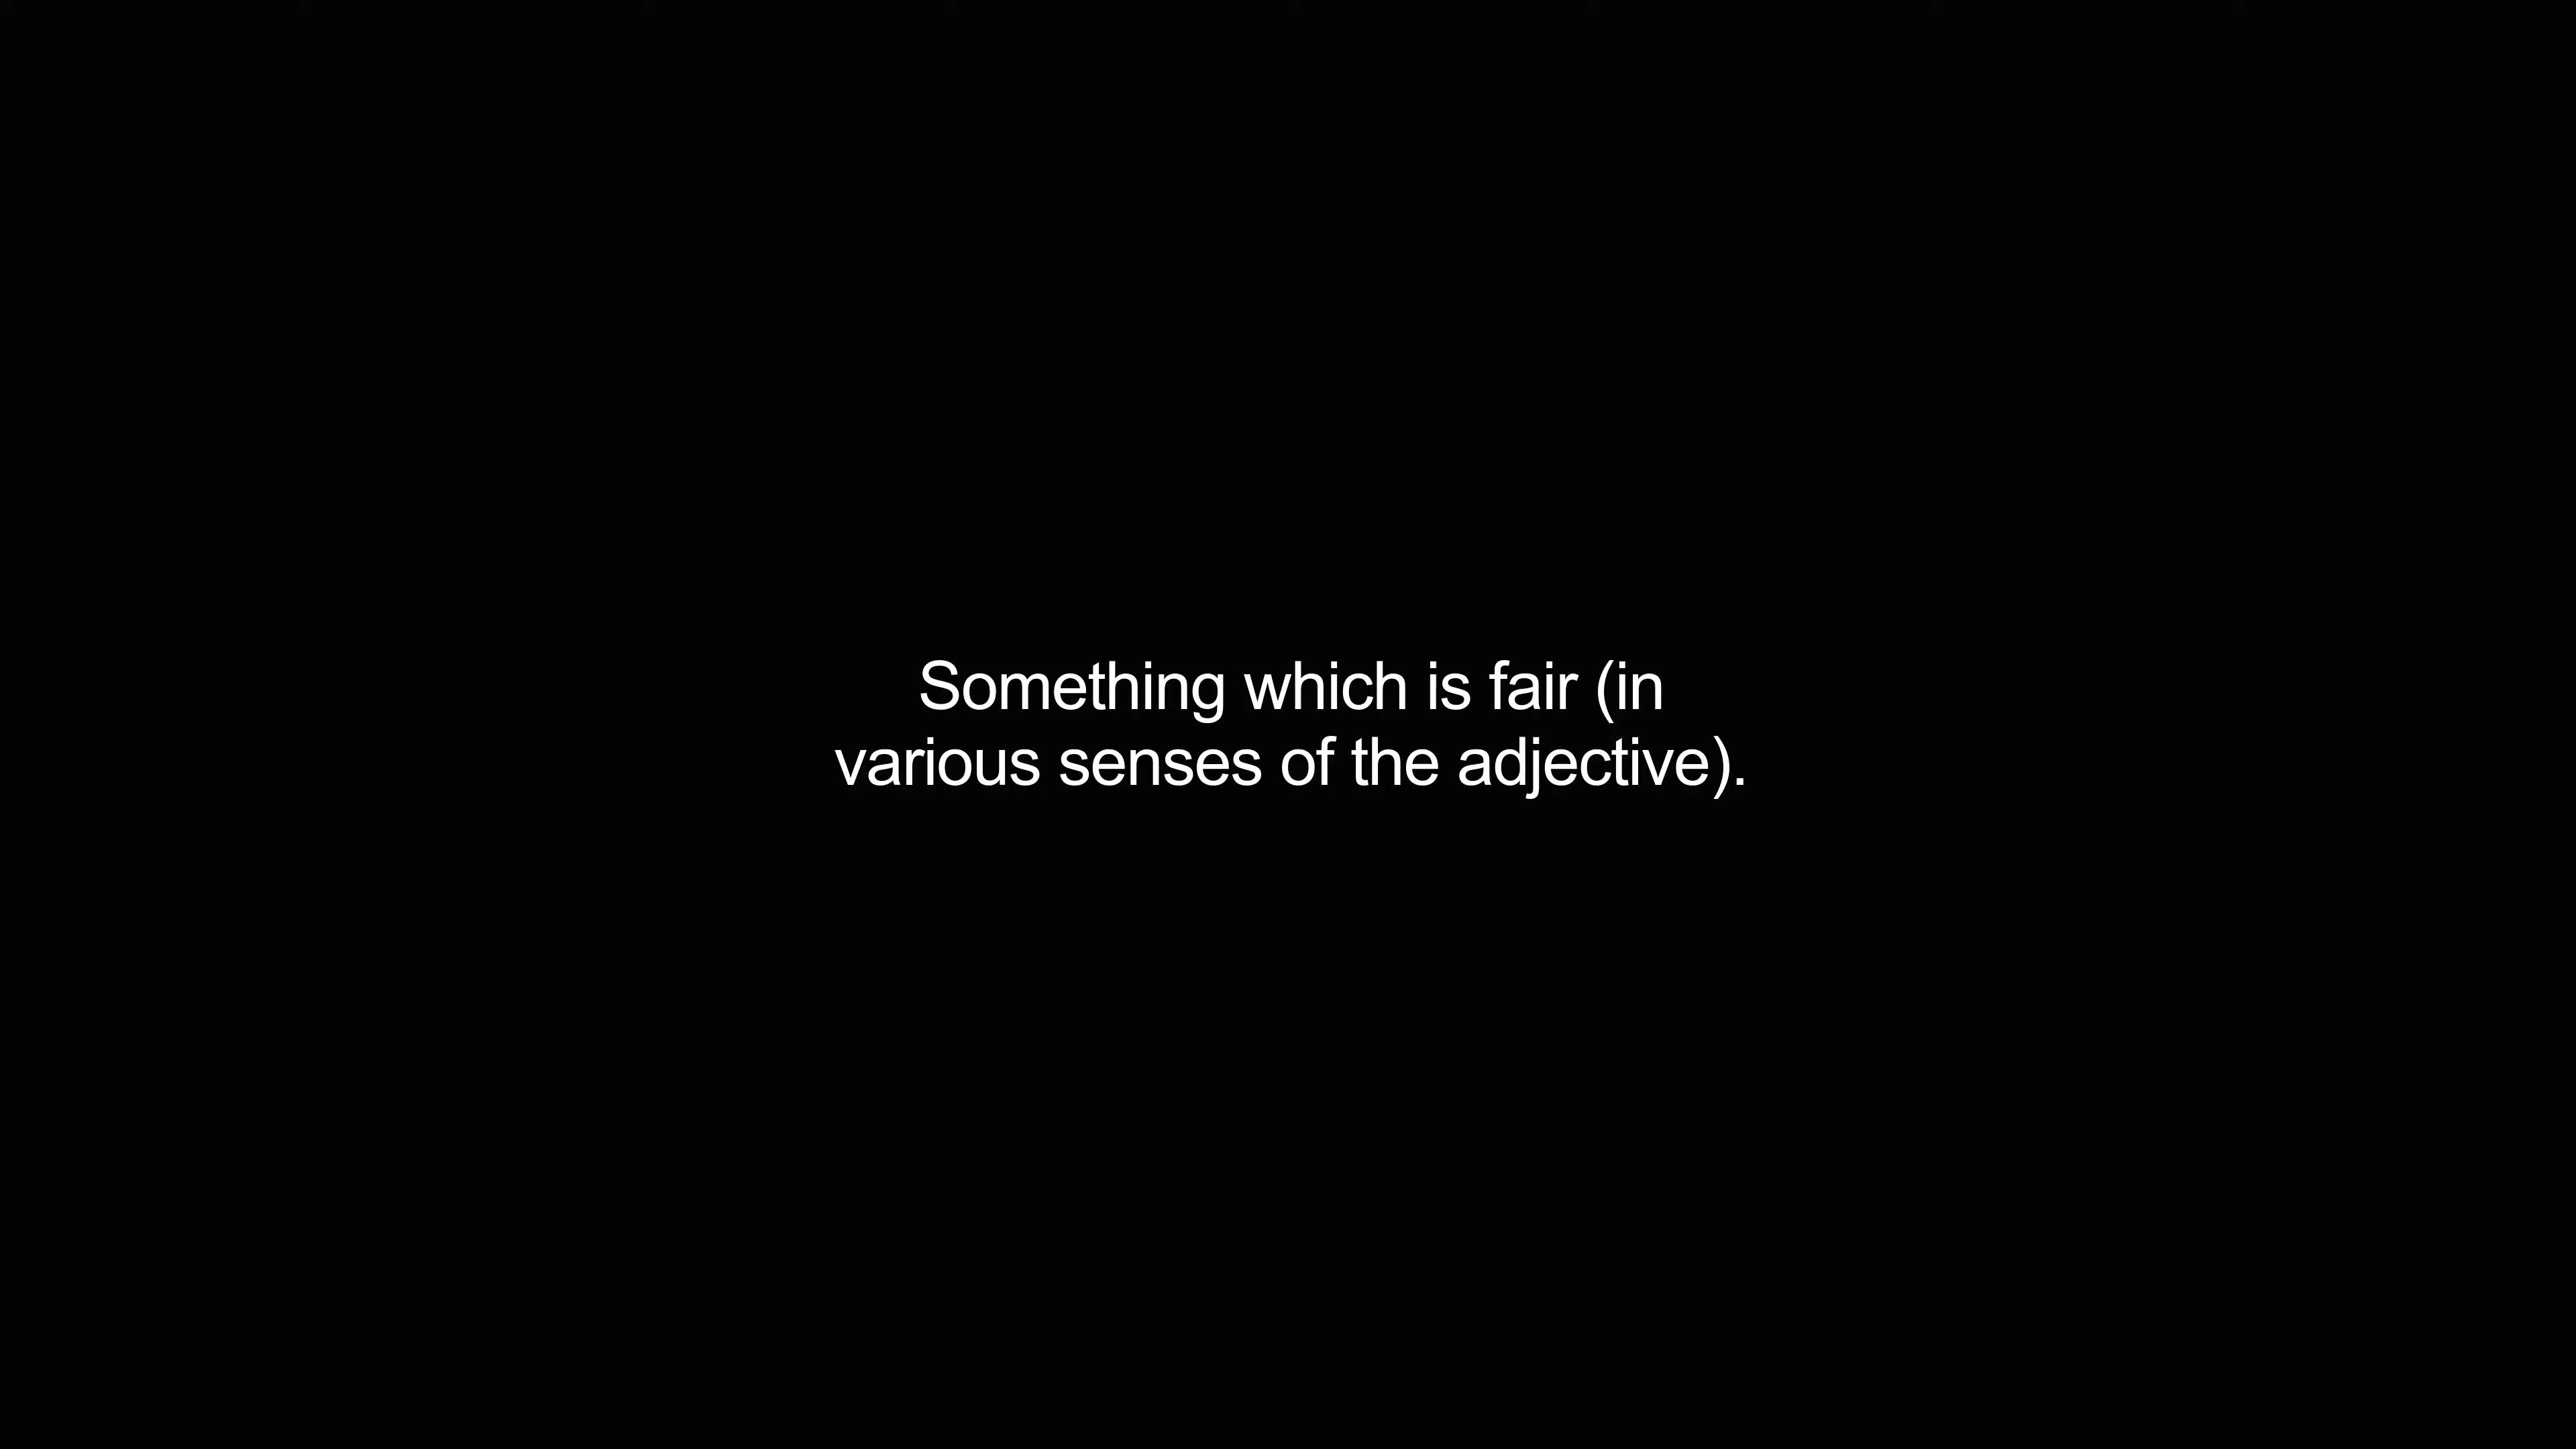 Something which is fair (in
various senses of the adjective).